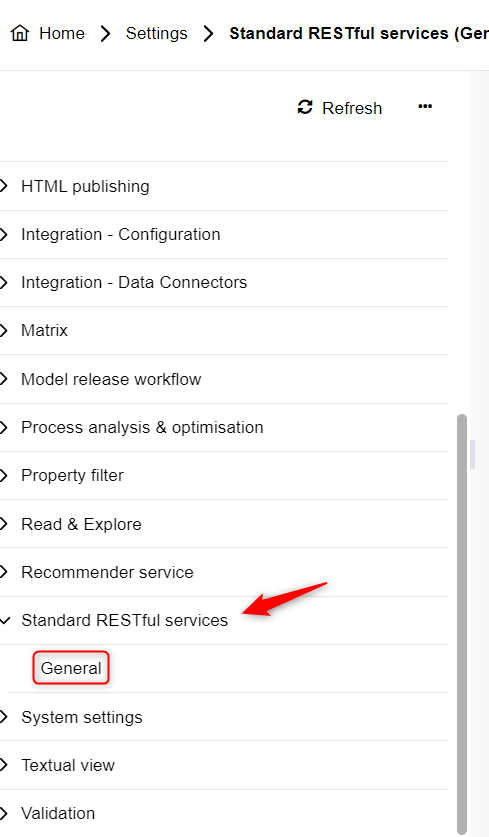 Home Settings Standard RESTful services (Ger
Refresh ···
HTML publishing
Integration - Configuration
Integration - Data Connectors
Matrix
Model release workflow
Process analysis & optimisation
Property filter
Read & Explore
Recommender service
Standard RESTful services
General
System settings
Textual view
Validation